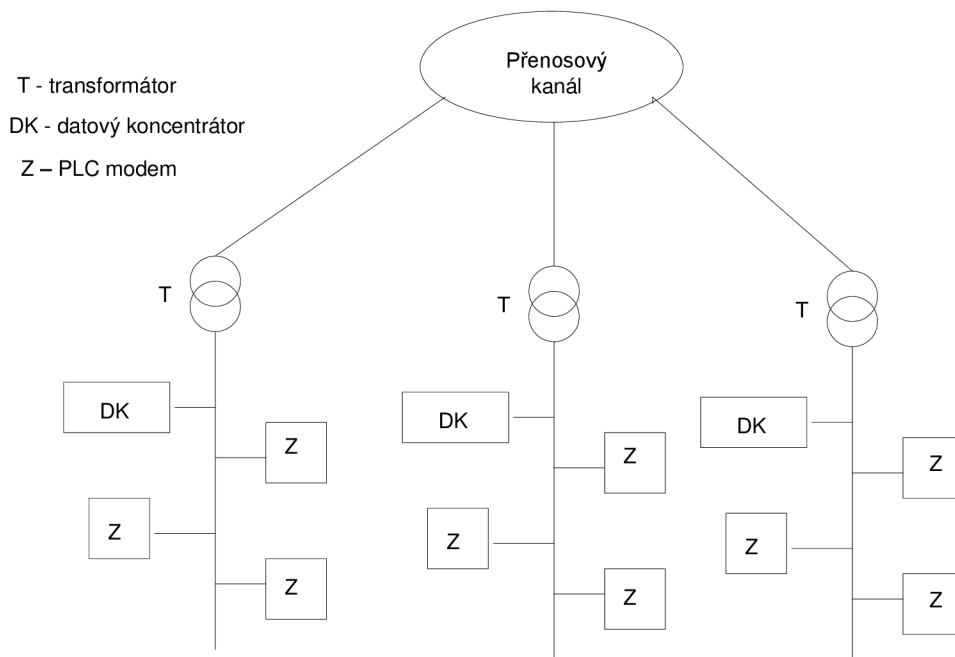 Přenosový
kanál
T - transformátor
DK - datový koncentrátor
Z – PLC modem
T
T
T
DK
DK
DK
Z
Z
Z
Z
Z
Z
Z
Z
Z